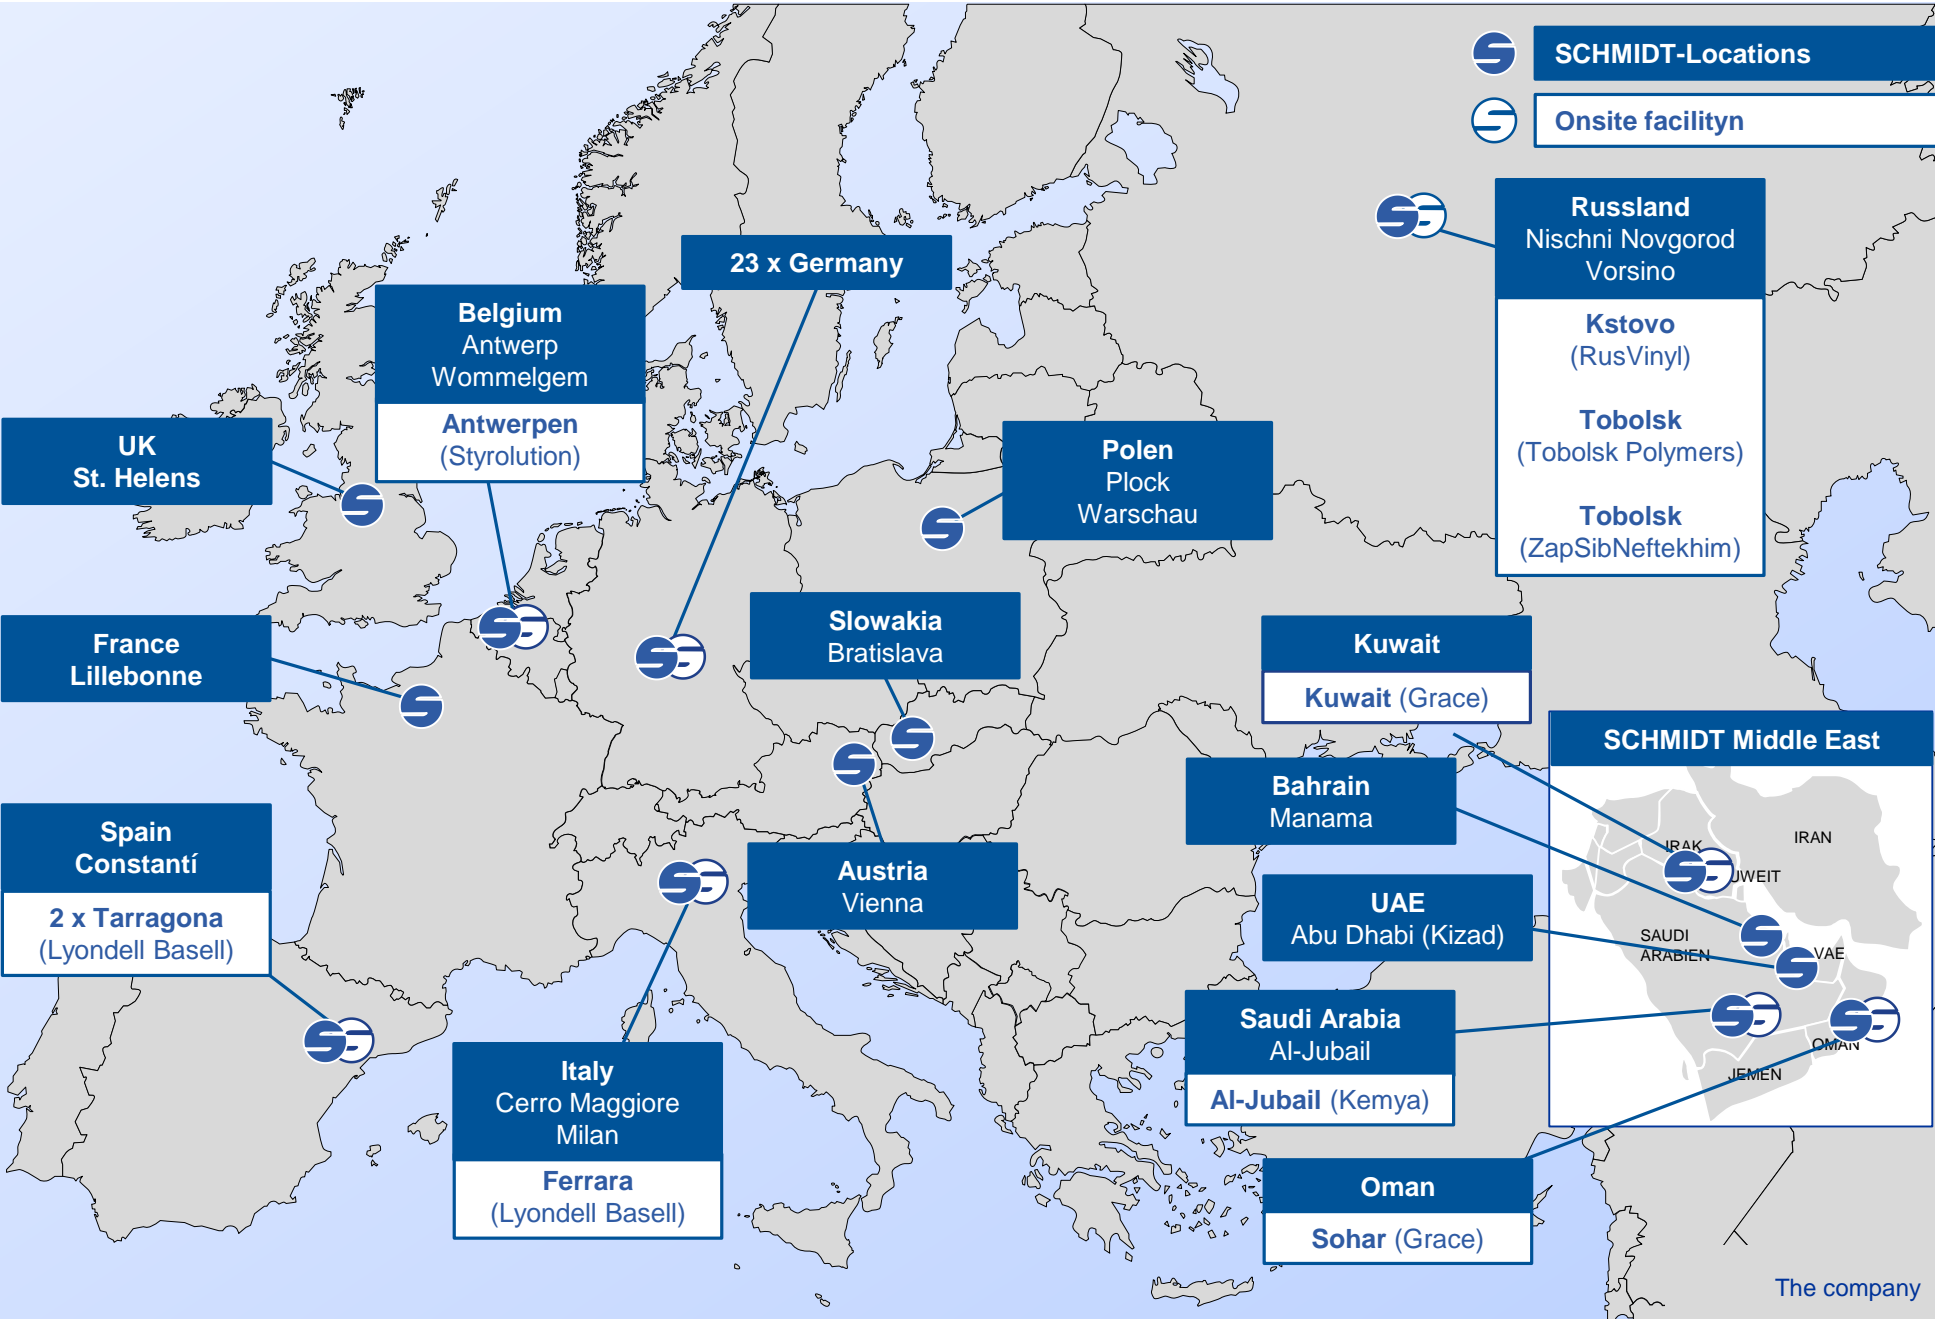 SCHMIDT-Locations
Onsite facilityn
Russland
Nischni Novgorod
Vorsino
Kstovo
(RusVinyl)
Tobolsk
(Tobolsk Polymers)
Tobolsk
(ZapSibNeftekhim)
23 x Germany
Belgium
Antwerp
Wommelgem
Antwerpen
(Styrolution)
UK
St. Helens
Polen
Plock
Warschau
France
Lillebonne
Slowakia
Bratislava
Kuwait
Kuwait (Grace)
SCHMIDT Middle East
Bahrain
Manama
IRAN
IRAK
UWEIT
SAUDI
ARABIEN
VAE
OMAN
JEMEN
Spain
Constantí
2 x Tarragona
(Lyondell Basell)
Austria
Vienna
UAE
Abu Dhabi (Kizad)
Saudi Arabia
Al-Jubail
Al-Jubail (Kemya)
Italy
Cerro Maggiore
Milan
Ferrara
(Lyondell Basell)
Oman
Sohar (Grace)
The company